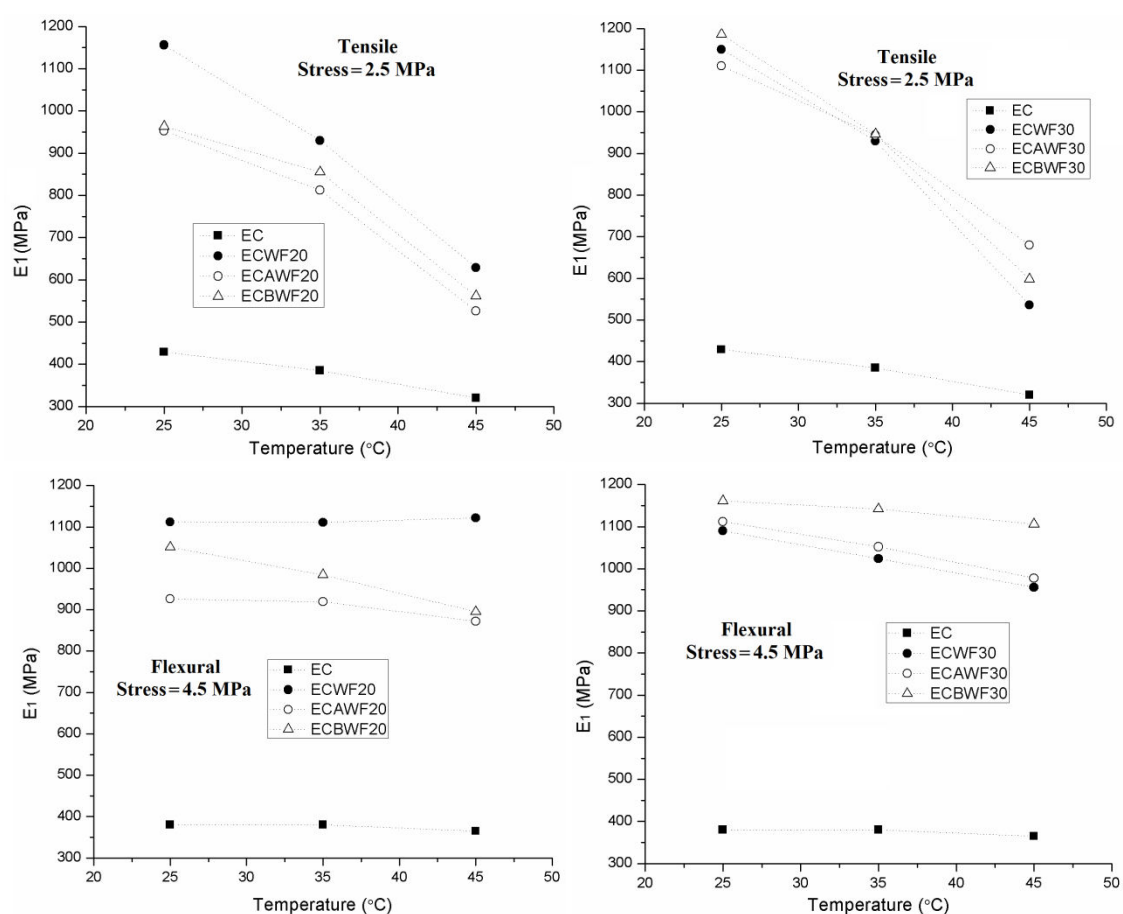 1200
1100
1000
900
800
700
600
500
400
300
E1(MPa)
Tensile
Stress=2.5 MPa
EC
ECWF20
ECAWF20
ECBWF20
20 25 30 35 40 45 50
Temperature (°C)
1200
1100
1000
900
800
700
600
500
400
300
E1(MPa)
Tensile
Stress=2.5 MPa
EC
ECWF30
ECAWF30
ECBWF30
20 25 30 35 40 45 50
Temperature (°C)
1200
1100
1000
900
800
700
600
500
400
300
E1 (MPa)
Flexural
Stress=4.5 MPa
EC
ECWF20
ECAWF20
ECBWF20
20 25 30 35 40 45 50
Temperature (°C)
1200
1100
1000
900
800
700
600
500
400
300
E1 (MPa)
Flexural
Stress=4.5 MPa
EC
ECWF30
ECAWF30
ECBWF30
20 25 30 35 40 45 50
Temperature (°C)